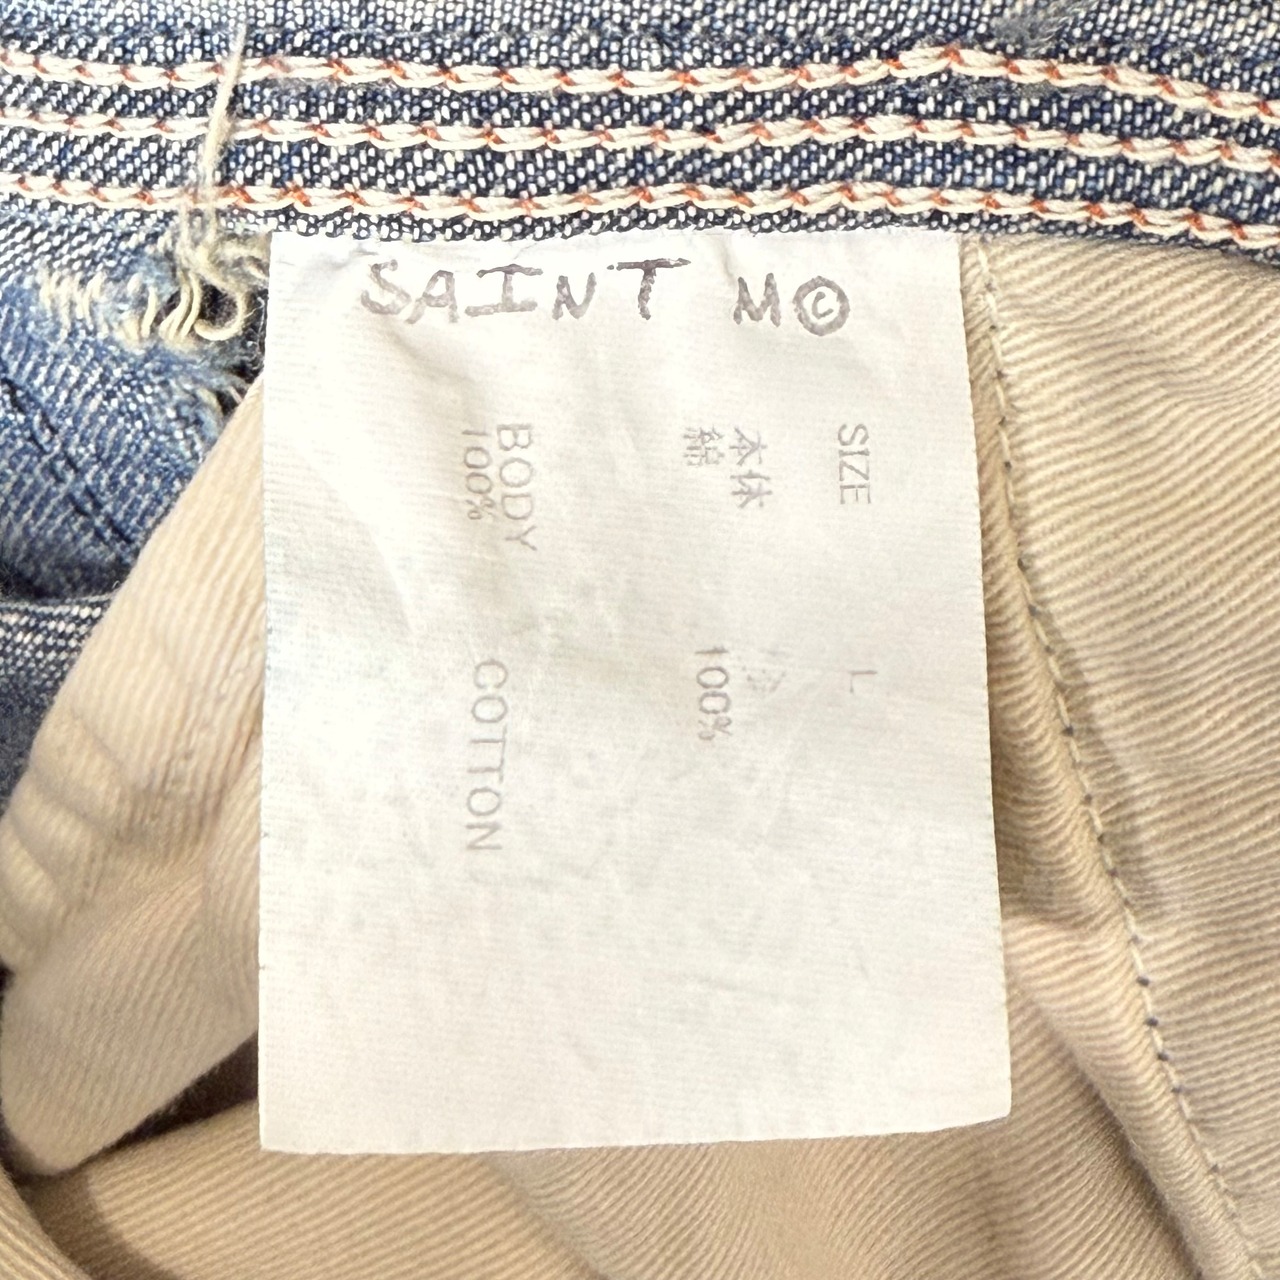 SAINT M©
SIZE L
本体
綿 100%
BODY
100% COTTON